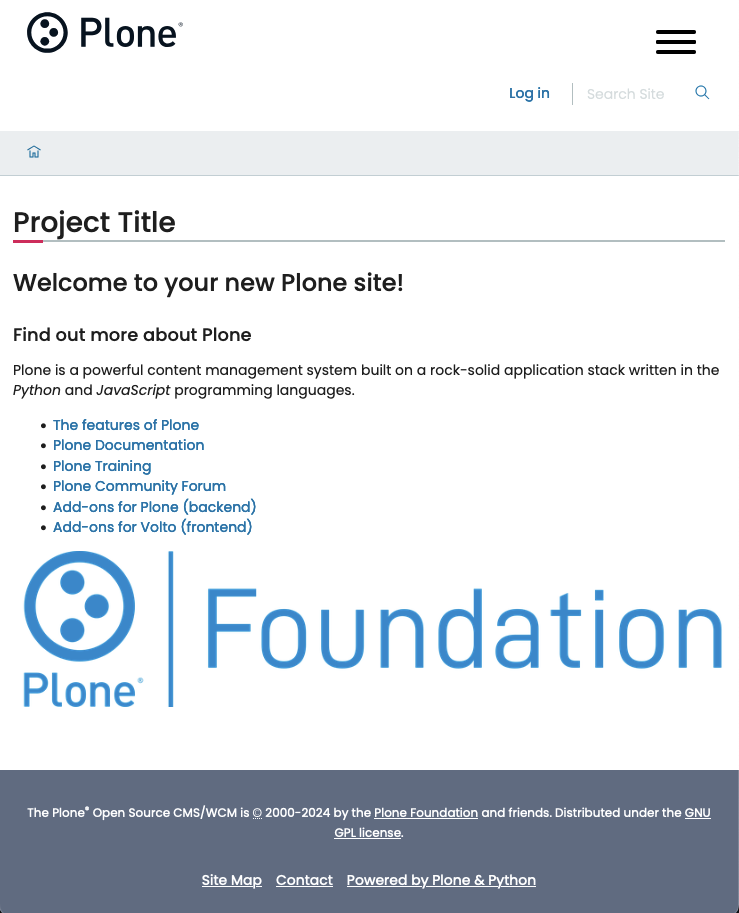 Plone®
Log in
Search Site
Project Title
Welcome to your new Plone site!
Find out more about Plone
Plone is a powerful content management system built on a rock-solid application stack written in the
Python and JavaScript programming languages.
The features of Plone
Plone Documentation
Plone Training
Plone Community Forum
Add-ons for Plone (backend)
Add-ons for Volto (frontend)
Plone®
Foundation
The Plone® Open Source CMS/WCM is © 2000-2024 by the Plone Foundation and friends. Distributed under the GNU
GPL license.
Site Map Contact Powered by Plone & Python